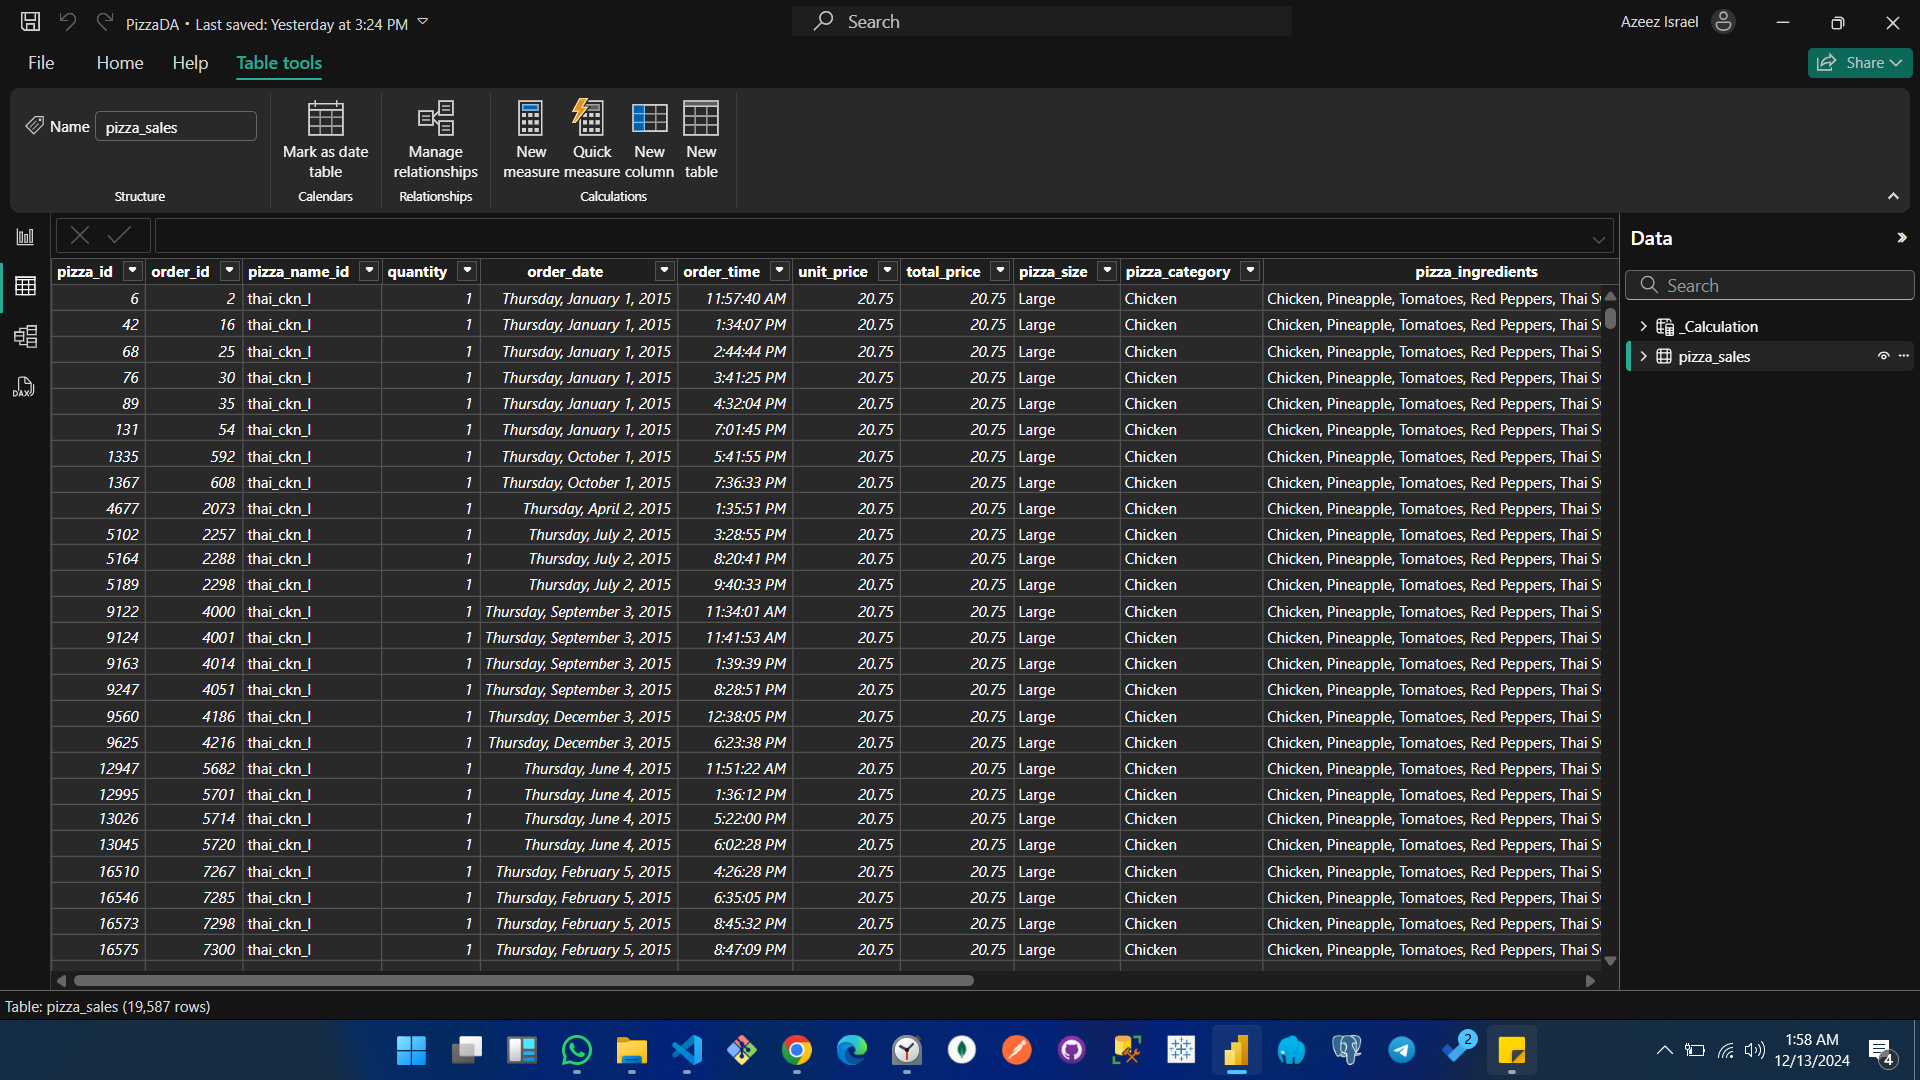 PizzaDA • Last saved: Yesterday at 3:24 PM
Search
Azeez Israel
File Home Help Table tools
Share
Name pizza_sales
Mark as date table
Manage relationships
New measure
Quick measure
New column
New table
Structure Calendars Relationships Calculations
Data
Search
_Calculation
pizza_sales
DAX
pizza_id order_id pizza_name_id quantity order_date order_time unit_price total_price pizza_size pizza_category pizza_ingredients
6 2 thai_ckn_l 1 Thursday, January 1, 2015 11:57:40 AM 20.75 20.75 Large Chicken Chicken, Pineapple, Tomatoes, Red Peppers, Thai S
42 16 thai_ckn_l 1 Thursday, January 1, 2015 1:34:07 PM 20.75 20.75 Large Chicken Chicken, Pineapple, Tomatoes, Red Peppers, Thai S
68 25 thai_ckn_l 1 Thursday, January 1, 2015 2:44:44 PM 20.75 20.75 Large Chicken Chicken, Pineapple, Tomatoes, Red Peppers, Thai S
76 30 thai_ckn_l 1 Thursday, January 1, 2015 3:41:25 PM 20.75 20.75 Large Chicken Chicken, Pineapple, Tomatoes, Red Peppers, Thai S
89 35 thai_ckn_l 1 Thursday, January 1, 2015 4:32:04 PM 20.75 20.75 Large Chicken Chicken, Pineapple, Tomatoes, Red Peppers, Thai S
131 54 thai_ckn_l 1 Thursday, January 1, 2015 7:01:45 PM 20.75 20.75 Large Chicken Chicken, Pineapple, Tomatoes, Red Peppers, Thai S
1335 592 thai_ckn_l 1 Thursday, October 1, 2015 5:41:55 PM 20.75 20.75 Large Chicken Chicken, Pineapple, Tomatoes, Red Peppers, Thai S
1367 608 thai_ckn_l 1 Thursday, October 1, 2015 7:36:33 PM 20.75 20.75 Large Chicken Chicken, Pineapple, Tomatoes, Red Peppers, Thai S
4677 2073 thai_ckn_l 1 Thursday, April 2, 2015 1:35:51 PM 20.75 20.75 Large Chicken Chicken, Pineapple, Tomatoes, Red Peppers, Thai S
5102 2257 thai_ckn_l 1 Thursday, July 2, 2015 3:28:55 PM 20.75 20.75 Large Chicken Chicken, Pineapple, Tomatoes, Red Peppers, Thai S
5164 2288 thai_ckn_l 1 Thursday, July 2, 2015 8:20:41 PM 20.75 20.75 Large Chicken Chicken, Pineapple, Tomatoes, Red Peppers, Thai S
5189 2298 thai_ckn_l 1 Thursday, July 2, 2015 9:40:33 PM 20.75 20.75 Large Chicken Chicken, Pineapple, Tomatoes, Red Peppers, Thai S
9122 4000 thai_ckn_l 1 Thursday, September 3, 2015 11:34:01 AM 20.75 20.75 Large Chicken Chicken, Pineapple, Tomatoes, Red Peppers, Thai S
9124 4001 thai_ckn_l 1 Thursday, September 3, 2015 11:41:53 AM 20.75 20.75 Large Chicken Chicken, Pineapple, Tomatoes, Red Peppers, Thai S
9163 4014 thai_ckn_l 1 Thursday, September 3, 2015 1:39:39 PM 20.75 20.75 Large Chicken Chicken, Pineapple, Tomatoes, Red Peppers, Thai S
9247 4051 thai_ckn_l 1 Thursday, September 3, 2015 8:28:51 PM 20.75 20.75 Large Chicken Chicken, Pineapple, Tomatoes, Red Peppers, Thai S
9560 4186 thai_ckn_l 1 Thursday, December 3, 2015 12:38:05 PM 20.75 20.75 Large Chicken Chicken, Pineapple, Tomatoes, Red Peppers, Thai S
9625 4216 thai_ckn_l 1 Thursday, December 3, 2015 6:23:38 PM 20.75 20.75 Large Chicken Chicken, Pineapple, Tomatoes, Red Peppers, Thai S
12947 5682 thai_ckn_l 1 Thursday, June 4, 2015 11:51:22 AM 20.75 20.75 Large Chicken Chicken, Pineapple, Tomatoes, Red Peppers, Thai S
12995 5701 thai_ckn_l 1 Thursday, June 4, 2015 1:36:12 PM 20.75 20.75 Large Chicken Chicken, Pineapple, Tomatoes, Red Peppers, Thai S
13026 5714 thai_ckn_l 1 Thursday, June 4, 2015 5:22:00 PM 20.75 20.75 Large Chicken Chicken, Pineapple, Tomatoes, Red Peppers, Thai S
13045 5720 thai_ckn_l 1 Thursday, June 4, 2015 6:02:28 PM 20.75 20.75 Large Chicken Chicken, Pineapple, Tomatoes, Red Peppers, Thai S
16510 7267 thai_ckn_l 1 Thursday, February 5, 2015 4:26:28 PM 20.75 20.75 Large Chicken Chicken, Pineapple, Tomatoes, Red Peppers, Thai S
16546 7285 thai_ckn_l 1 Thursday, February 5, 2015 6:35:05 PM 20.75 20.75 Large Chicken Chicken, Pineapple, Tomatoes, Red Peppers, Thai S
16573 7298 thai_ckn_l 1 Thursday, February 5, 2015 8:45:32 PM 20.75 20.75 Large Chicken Chicken, Pineapple, Tomatoes, Red Peppers, Thai S
16575 7300 thai_ckn_l 1 Thursday, February 5, 2015 8:47:09 PM 20.75 20.75 Large Chicken Chicken, Pineapple, Tomatoes, Red Peppers, Thai S
Table: pizza_sales (19,587 rows)
2
1:58 AM
12/13/2024
4